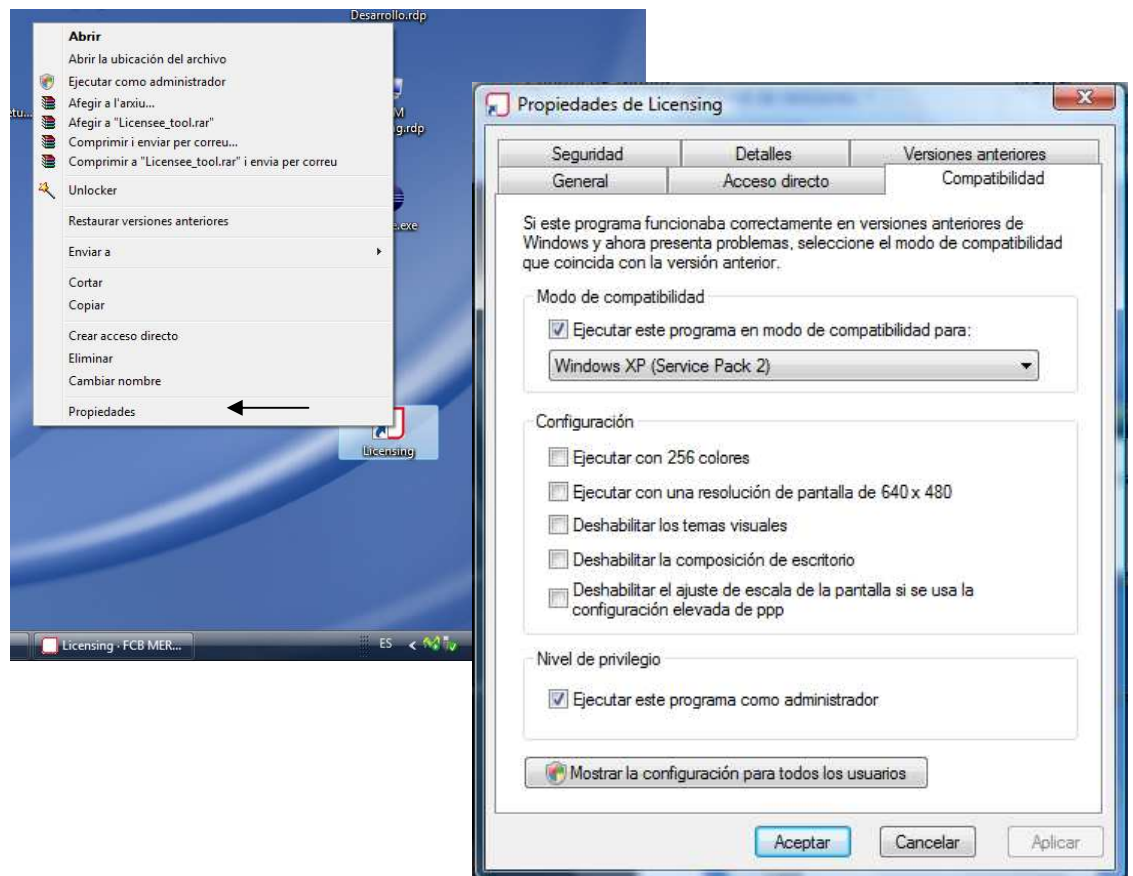 Desarrollo.rdp
Abrir
Abrir la ubicación del archivo
Ejecutar como administrador
Afegir a l'arxiu...
Afegir a "Licensee_tool.rar"
Comprimir i enviar per correu...
Comprimir a "Licensee_tool.rar" i envia per correu
Unlocker
Restaurar versiones anteriores
Enviar a
Cortar
Copiar
Crear acceso directo
Eliminar
Cambiar nombre
Propiedades
Licensing
Licensing - FCB MER...
ES
Propiedades de Licensing
Seguridad Detalles Versiones anteriores
General Acceso directo Compatibilidad
Si este programa funcionaba correctamente en versiones anteriores de
Windows y ahora presenta problemas, seleccione el modo de compatibilidad
que coincida con la versión anterior.
Modo de compatibilidad
Ejecutar este programa en modo de compatibilidad para:
Windows XP (Service Pack 2)
Configuración
Ejecutar con 256 colores
Ejecutar con una resolución de pantalla de 640 x 480
Deshabilitar los temas visuales
Deshabilitar la composición de escritorio
Deshabilitar el ajuste de escala de la pantalla si se usa la
configuración elevada de ppp
Nivel de privilegio
Ejecutar este programa como administrador
Mostrar la configuración para todos los usuarios
Aceptar Cancelar Aplicar